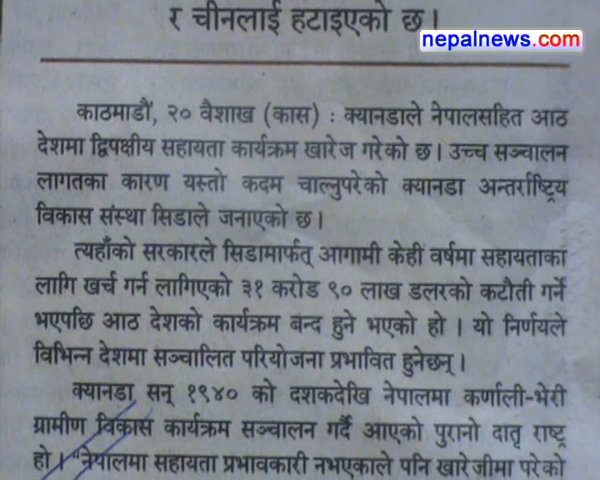 र चीनलाई हटाइएको छ।
nepalnews.com
काठमाडौं, २० वैशाख (कास) : क्यानडाले नेपालसहित आठ
देशमा द्विपक्षीय सहायता कार्यक्रम खारेज गरेको छ। उच्च सञ्चालन
लागतका कारण यस्तो कदम चाल्नुपरेको क्यानडा अन्तर्राष्ट्रिय
विकास संस्था सिडाले जनाएको छ।
त्यहाँको सरकारले सिडामार्फत् आगामी केहीं वर्षमा सहायताका
लागि खर्च गर्न लागिएको ३१ करोड ९० लाख डलरको कटौती गर्ने
भएपछि आठ देशको कार्यक्रम बन्द हुने भएको हो । यो निर्णयले
विभिन्न देशमा सञ्चालित परियोजना प्रभावित हुनेछन् ।
क्यानडा सन् १९४० को दशकदेखि नेपालमा कर्णाली-भेरी
ग्रामीण विकास कार्यक्रम सञ्चालन गर्दै आएको पुरानो दातृ राष्ट्र
हो । "नेपालमा सहायता प्रभावकारी नभएकाले पनि खारेजीमा परेको